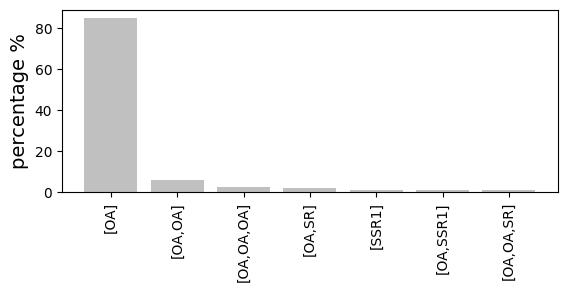 percentage %
80
60
40
20
0
[OA]
[OA,OA]
[OA,OA,OA]
[OA,SR]
[SSR1]
[OA,SSR1]
[OA,OA,SR]